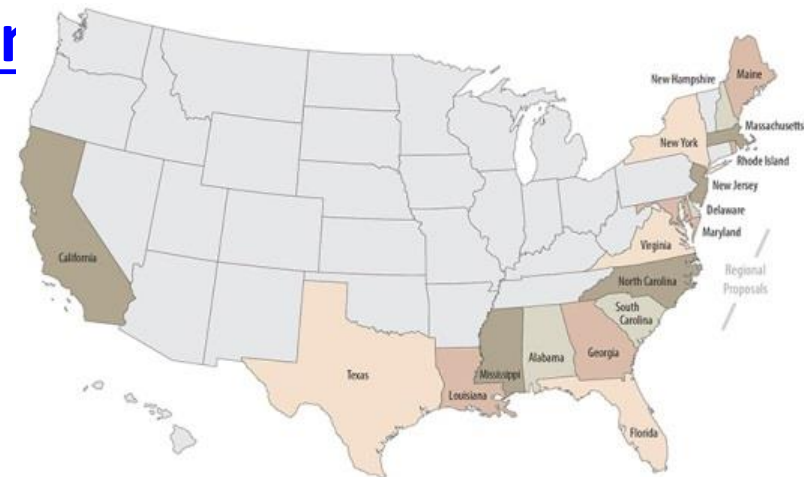 Maine
New Hampshire
Massachusetts
New York
Rhode Island
New Jersey
Delaware
Maryland
Virginia
California
North Carolina
Regional
Proposals
South
Carolina
Georgia
Alabama
Mississippi
Texas
Louisiana
Florida